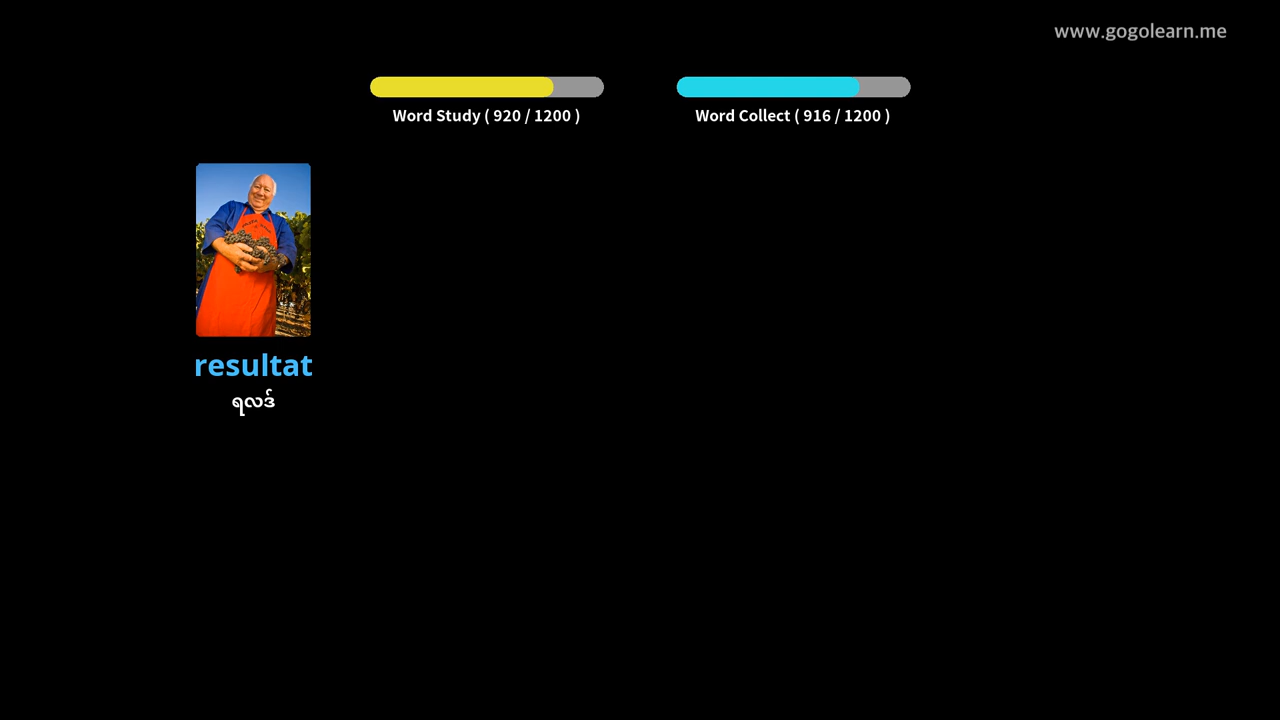 www.gogolearn.me
Word Study ( 920 / 1200 )
Word Collect ( 916 / 1200 )
resultat
ရလဒ်